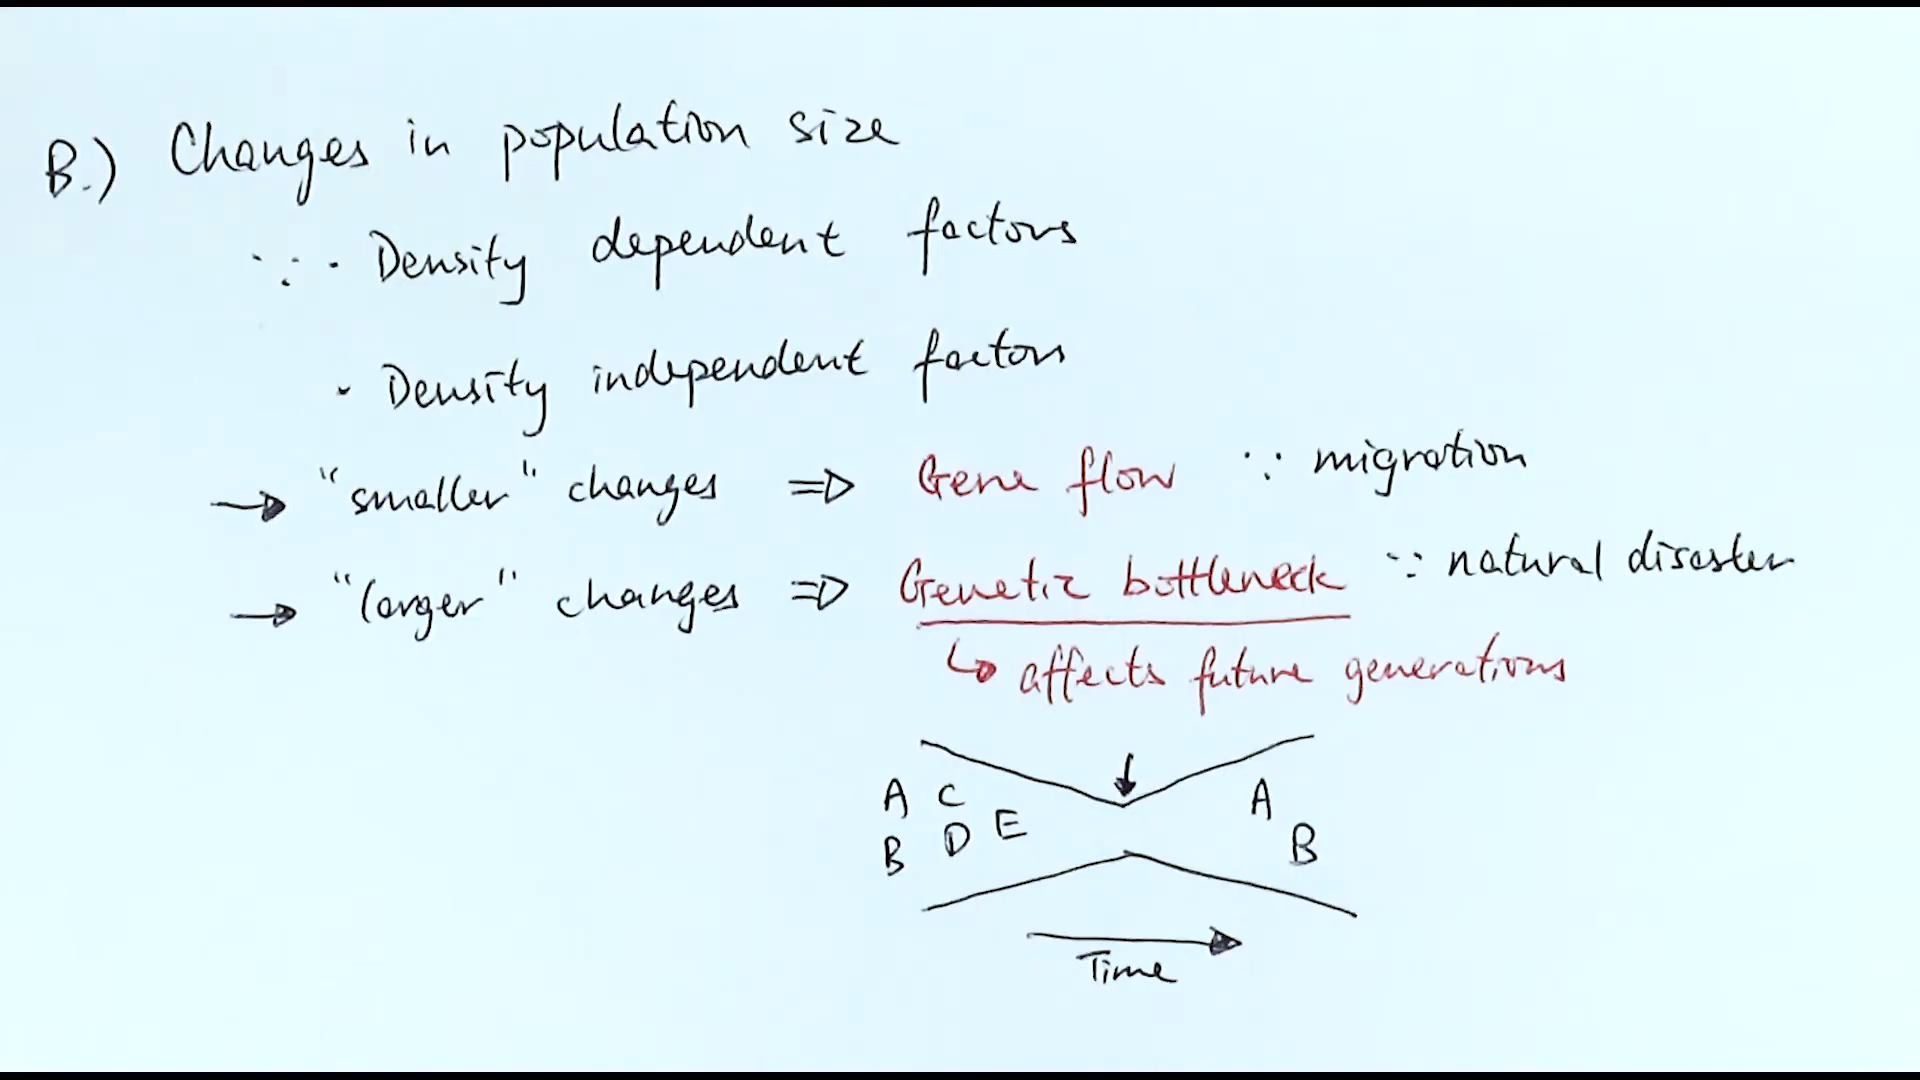 B.) Changes in population size
∵ · Density dependent factors
· Density independent factors
→ "smaller" changes ⇒ Gene flow ∵ migration
→ "larger" changes ⇒ Genetic bottleneck ∵ natural disaster
↳ affects future generations
A C E
B D
A
B
Time